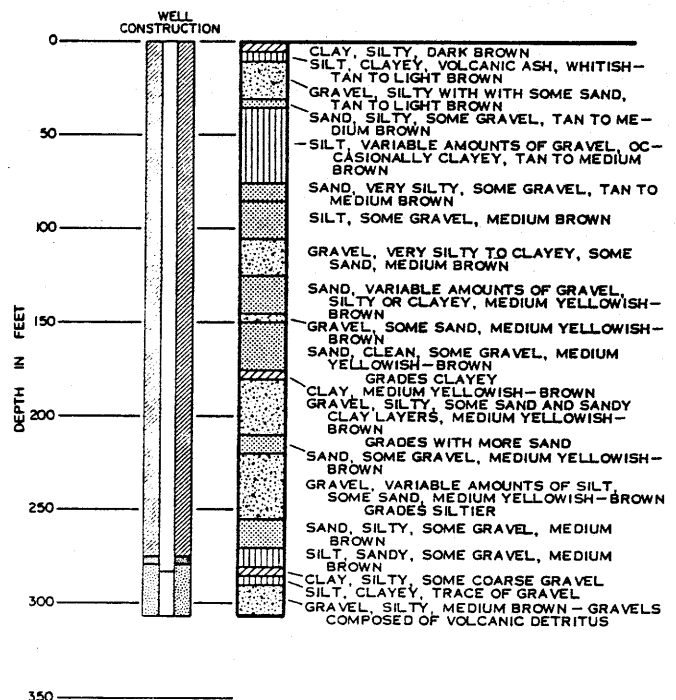 WELL
CONSTRUCTION
0
CLAY, SILTY, DARK BROWN
SILT, CLAYEY, VOLCANIC ASH, WHITISH-
TAN TO LIGHT BROWN
GRAVEL, SILTY WITH WITH SOME SAND,
TAN TO LIGHT BROWN
SAND, SILTY, SOME GRAVEL, TAN TO ME-
DIUM BROWN
50
SILT, VARIABLE AMOUNTS OF GRAVEL, OC-
CASIONALLY CLAYEY, TAN TO MEDIUM
BROWN
SAND, VERY SILTY, SOME GRAVEL, TAN TO
MEDIUM BROWN
SILT, SOME GRAVEL, MEDIUM BROWN
100
GRAVEL, VERY SILTY TO CLAYEY, SOME
SAND, MEDIUM BROWN
SAND, VARIABLE AMOUNTS OF GRAVEL,
SILTY OR CLAYEY, MEDIUM YELLOWISH-
BROWN
150
GRAVEL, SOME SAND, MEDIUM YELLOWISH-
BROWN
SAND, CLEAN, SOME GRAVEL, MEDIUM
YELLOWISH-BROWN
GRADES CLAYEY
CLAY, MEDIUM YELLOWISH-BROWN
GRAVEL, SILTY, SOME SAND AND SANDY
CLAY LAYERS, MEDIUM YELLOWISH-
BROWN
200
GRADES WITH MORE SAND
SAND, SOME GRAVEL, MEDIUM YELLOWISH-
BROWN
GRAVEL, VARIABLE AMOUNTS OF SILT,
SOME SAND, MEDIUM YELLOWISH-BROWN
GRADES SILTIER
250
SAND, SILTY, SOME GRAVEL, MEDIUM
BROWN
SILT, SANDY, SOME GRAVEL, MEDIUM
BROWN
CLAY, SILTY, SOME COARSE GRAVEL
SILT, CLAYEY, TRACE OF GRAVEL
300
GRAVEL, SILTY, MEDIUM BROWN-GRAVELS
COMPOSED OF VOLCANIC DETRITUS
350
DEPTH IN FEET